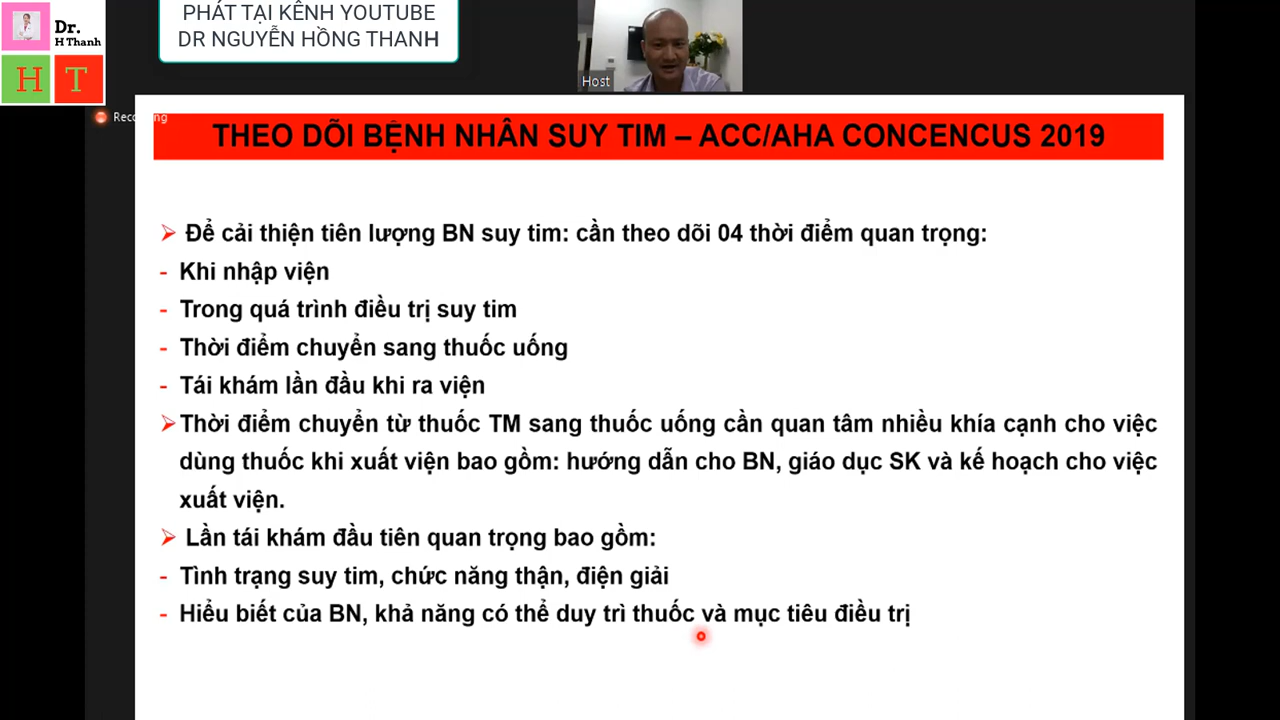 PHÁT TẠI KÊNH YOUTUBE
DR NGUYỄN HỒNG THANH
Dr.
H Thanh
H T
Host
Recording
THEO DÕI BỆNH NHÂN SUY TIM – ACC/AHA CONCENCUS 2019
➢ Để cải thiện tiên lượng BN suy tim: cần theo dõi 04 thời điểm quan trọng:
- Khi nhập viện
- Trong quá trình điều trị suy tim
- Thời điểm chuyển sang thuốc uống
- Tái khám lần đầu khi ra viện
➢ Thời điểm chuyển từ thuốc TM sang thuốc uống cần quan tâm nhiều khía cạnh cho việc
dùng thuốc khi xuất viện bao gồm: hướng dẫn cho BN, giáo dục SK và kế hoạch cho việc
xuất viện.
➢ Lần tái khám đầu tiên quan trọng bao gồm:
- Tình trạng suy tim, chức năng thận, điện giải
- Hiểu biết của BN, khả năng có thể duy trì thuốc và mục tiêu điều trị